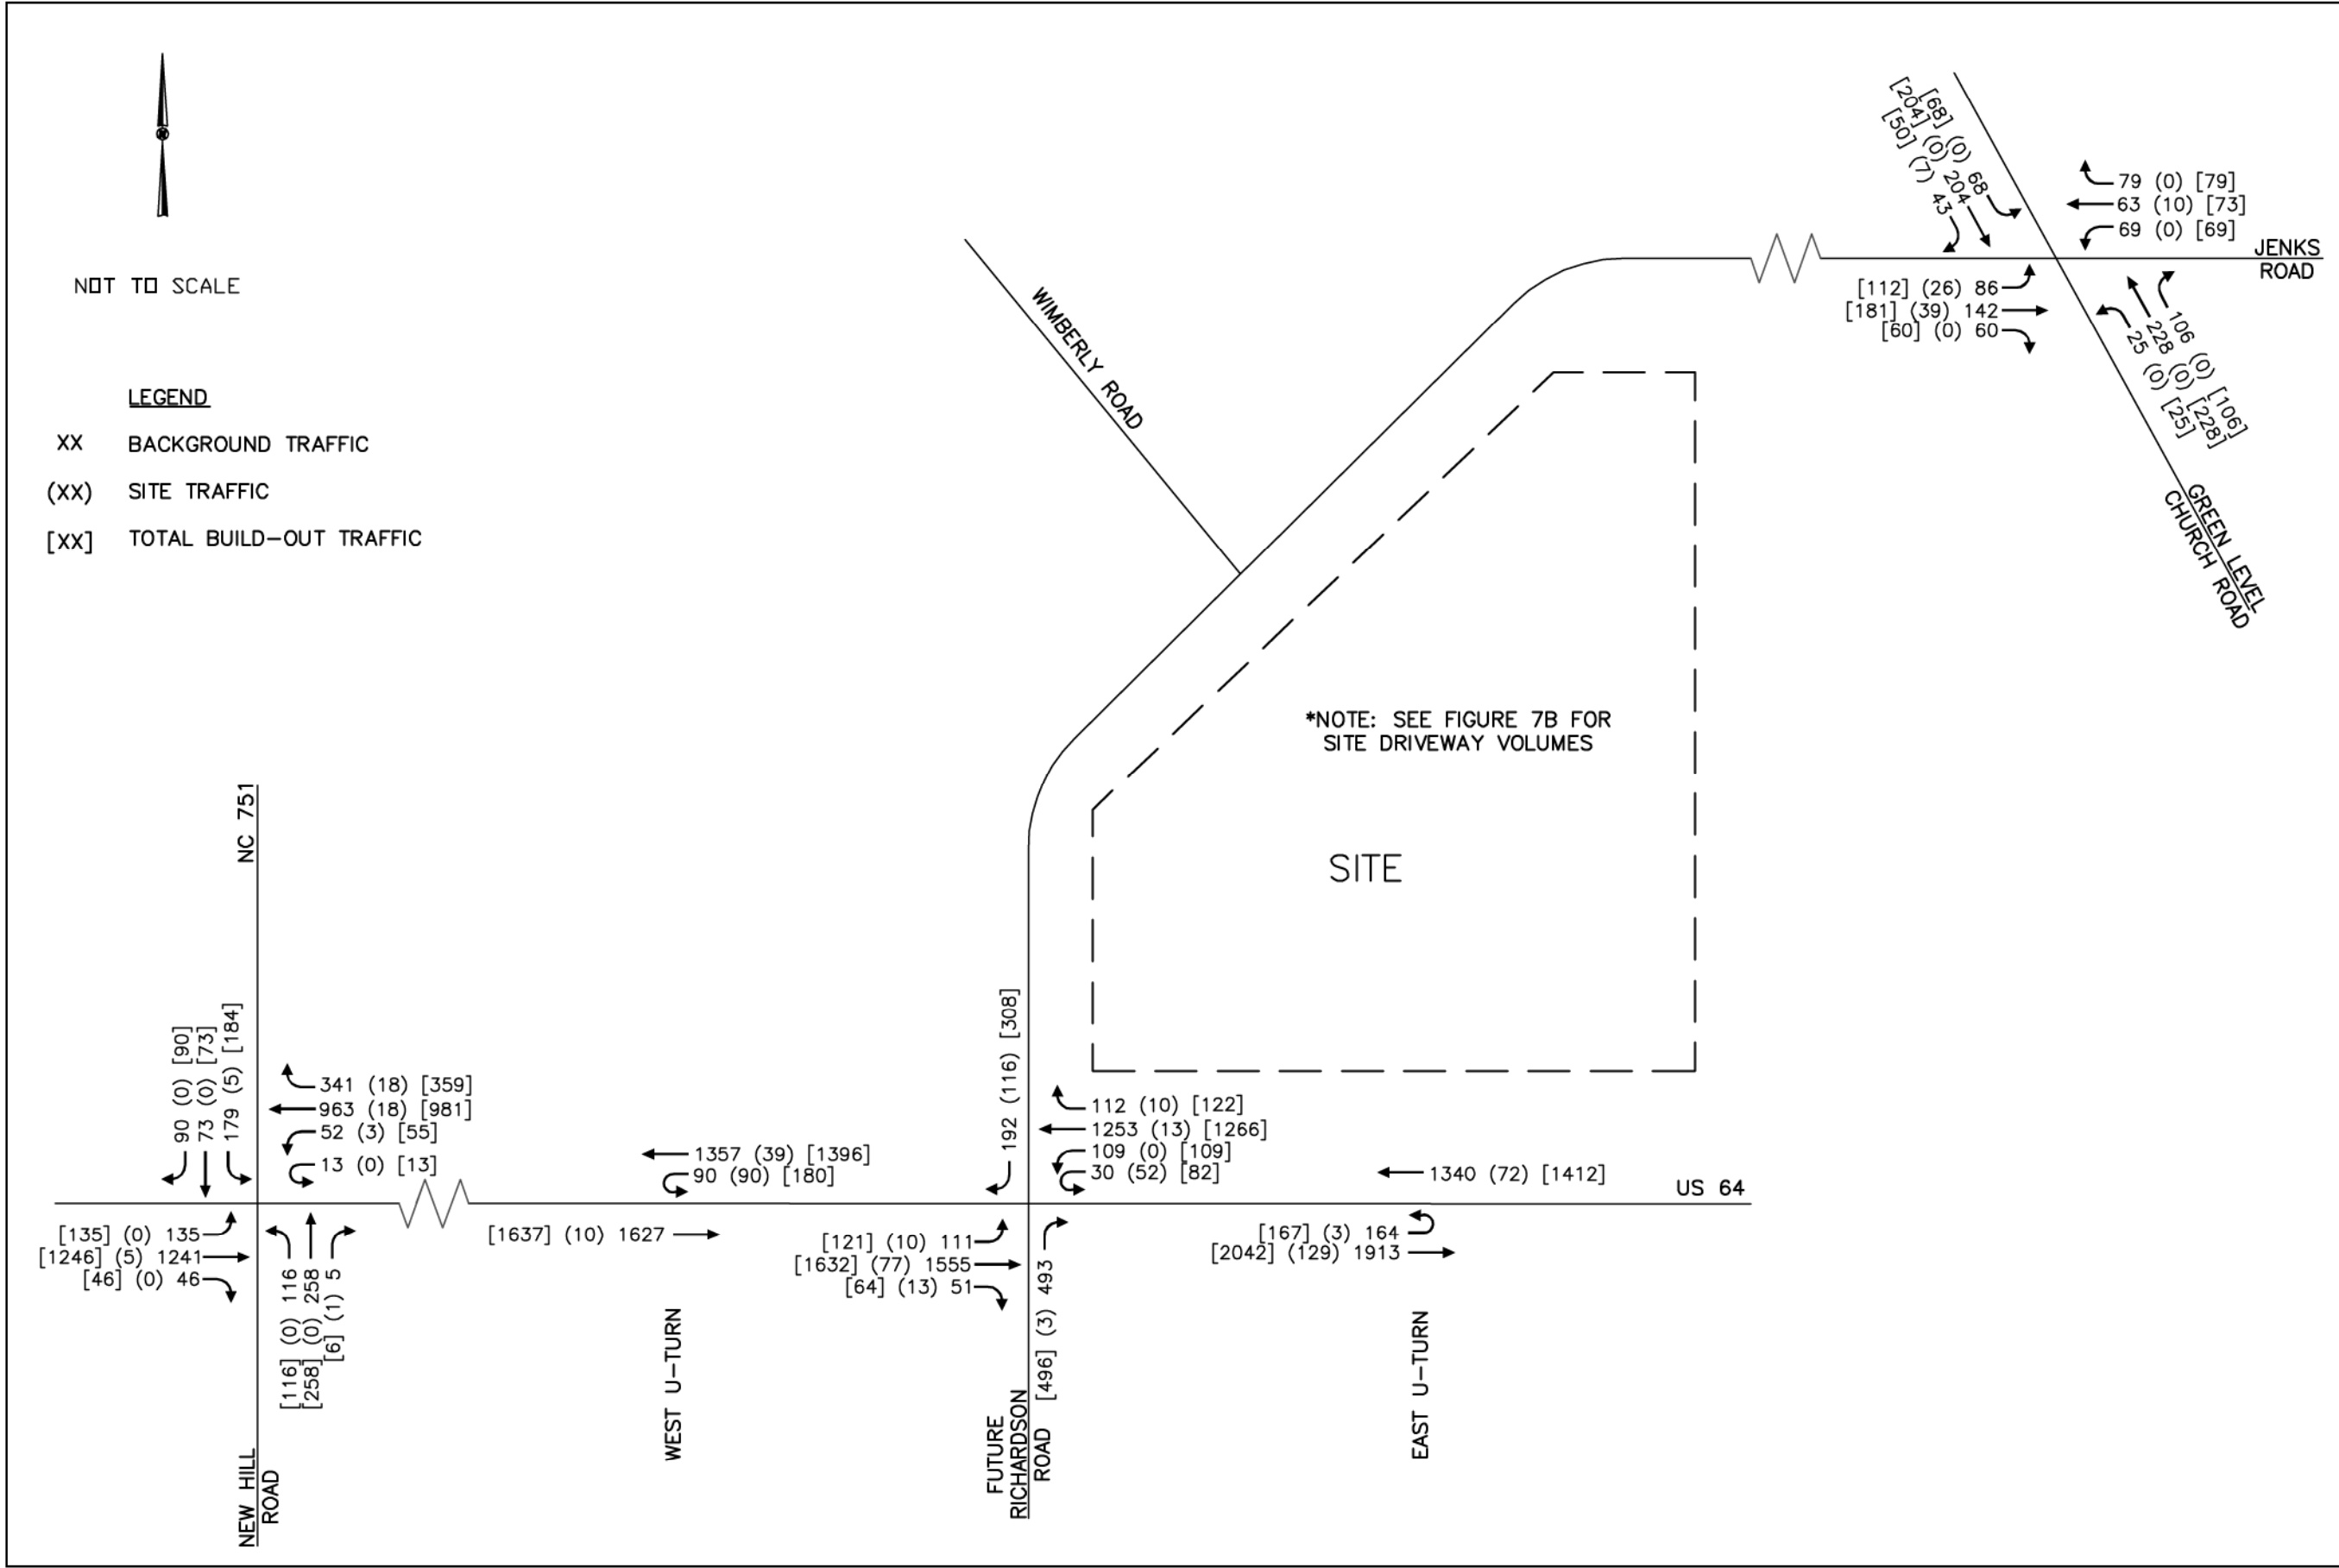 NOT TO SCALE
LEGEND
XX BACKGROUND TRAFFIC
(XX) SITE TRAFFIC
[XX] TOTAL BUILD-OUT TRAFFIC
WIMBERLY ROAD
[68] (0) 68
[204] (0) 204
[50] (7) 43
79 (0) [79]
63 (10) [73]
69 (0) [69]
JENKS
ROAD
[112] (26) 86
[181] (39) 142
[60] (0) 60
106 (0) [106]
228 (0) [228]
25 (0) [25]
GREEN LEVEL
CHURCH ROAD
*NOTE: SEE FIGURE 7B FOR
SITE DRIVEWAY VOLUMES
SITE
NC 751
90 (0) [90]
73 (0) [73]
179 (5) [184]
341 (18) [359]
963 (18) [981]
52 (3) [55]
13 (0) [13]
[135] (0) 135
[1246] (5) 1241
[46] (0) 46
[116] (0) 116
[258] (0) 258
[6] (1) 5
NEW HILL
ROAD
1357 (39) [1396]
90 (90) [180]
[1637] (10) 1627
WEST U-TURN
192 (116) [308]
112 (10) [122]
1253 (13) [1266]
109 (0) [109]
30 (52) [82]
[121] (10) 111
[1632] (77) 1555
[64] (13) 51
[496] (3) 493
FUTURE
RICHARDSON
ROAD
1340 (72) [1412]
US 64
[167] (3) 164
[2042] (129) 1913
EAST U-TURN